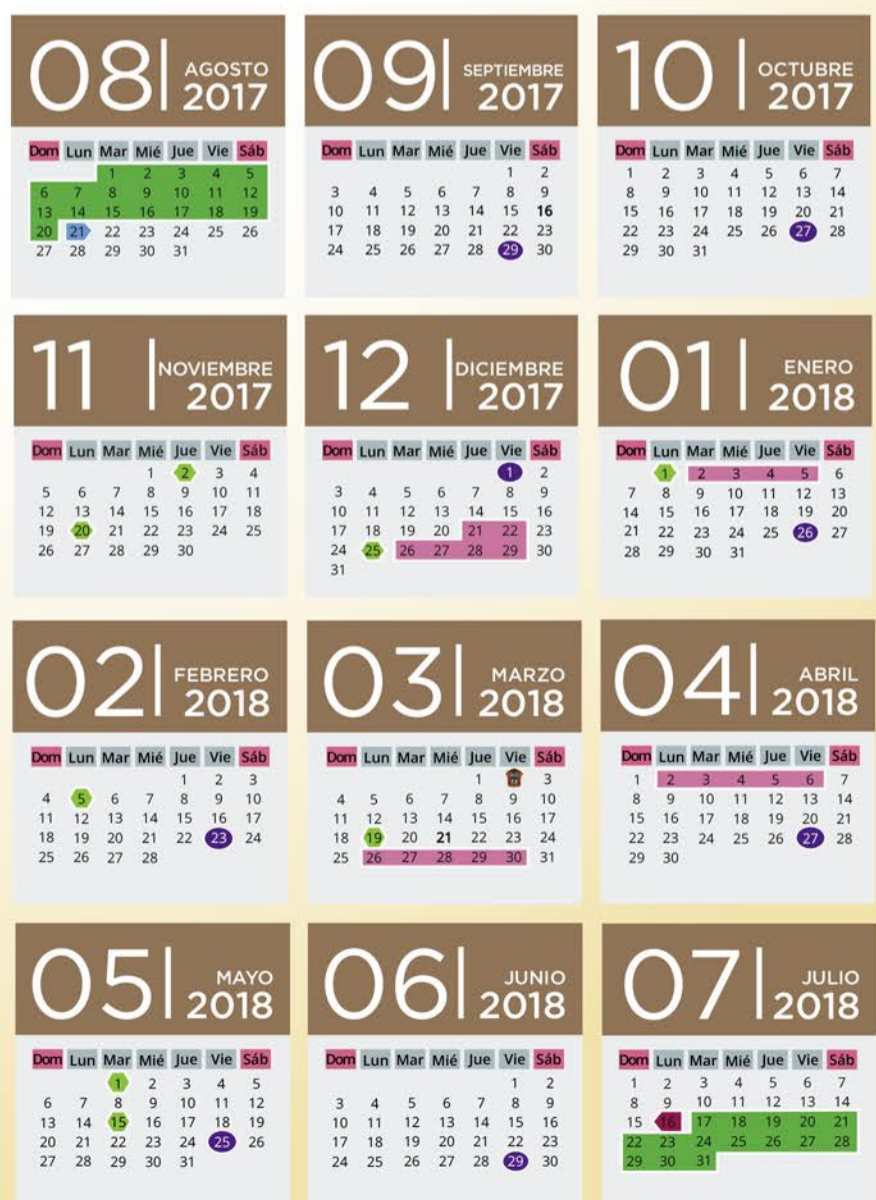 08 AGOSTO
2017
Dom Lun Mar Mié Jue Vie Sáb
1 2 3 4 5
6 7 8 9 10 11 12
13 14 15 16 17 18 19
20 21 22 23 24 25 26
27 28 29 30 31
09 SEPTIEMBRE
2017
Dom Lun Mar Mié Jue Vie Sáb
1 2
3 4 5 6 7 8 9
10 11 12 13 14 15 16
17 18 19 20 21 22 23
24 25 26 27 28 29 30
10 OCTUBRE
2017
Dom Lun Mar Mié Jue Vie Sáb
1 2 3 4 5 6 7
8 9 10 11 12 13 14
15 16 17 18 19 20 21
22 23 24 25 26 27 28
29 30 31
11 NOVIEMBRE
2017
Dom Lun Mar Mié Jue Vie Sáb
1 2 3 4
5 6 7 8 9 10 11
12 13 14 15 16 17 18
19 20 21 22 23 24 25
26 27 28 29 30
12 DICIEMBRE
2017
Dom Lun Mar Mié Jue Vie Sáb
1 2
3 4 5 6 7 8 9
10 11 12 13 14 15 16
17 18 19 20 21 22 23
24 25 26 27 28 29 30
31
01 ENERO
2018
Dom Lun Mar Mié Jue Vie Sáb
1 2 3 4 5 6
7 8 9 10 11 12 13
14 15 16 17 18 19 20
21 22 23 24 25 26 27
28 29 30 31
02 FEBRERO
2018
Dom Lun Mar Mié Jue Vie Sáb
1 2 3
4 5 6 7 8 9 10
11 12 13 14 15 16 17
18 19 20 21 22 23 24
25 26 27 28
03 MARZO
2018
Dom Lun Mar Mié Jue Vie Sáb
1 3
4 5 6 7 8 9 10
11 12 13 14 15 16 17
18 19 20 21 22 23 24
25 26 27 28 29 30 31
04 ABRIL
2018
Dom Lun Mar Mié Jue Vie Sáb
1 2 3 4 5 6 7
8 9 10 11 12 13 14
15 16 17 18 19 20 21
22 23 24 25 26 27 28
29 30
05 MAYO
2018
Dom Lun Mar Mié Jue Vie Sáb
1 2 3 4 5
6 7 8 9 10 11 12
13 14 15 16 17 18 19
20 21 22 23 24 25 26
27 28 29 30 31
06 JUNIO
2018
Dom Lun Mar Mié Jue Vie Sáb
1 2
3 4 5 6 7 8 9
10 11 12 13 14 15 16
17 18 19 20 21 22 23
24 25 26 27 28 29 30
07 JULIO
2018
Dom Lun Mar Mié Jue Vie Sáb
1 2 3 4 5 6 7
8 9 10 11 12 13 14
15 16 17 18 19 20 21
22 23 24 25 26 27 28
29 30 31